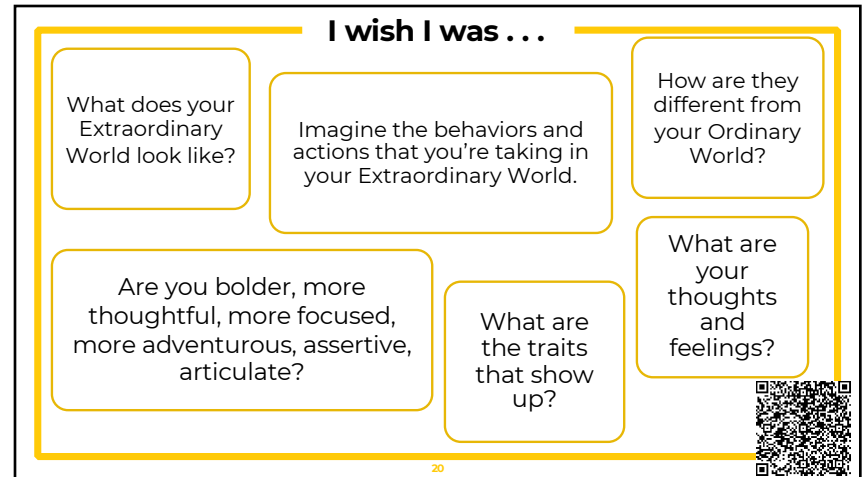 I wish I was . . .
What does your
Extraordinary
World look like?
Imagine the behaviors and
actions that you’re taking in
your Extraordinary World.
How are they
different from
your Ordinary
World?
Are you bolder, more
thoughtful, more focused,
more adventurous, assertive,
articulate?
What are
the traits
that show
up?
What are
your
thoughts
and
feelings?
20